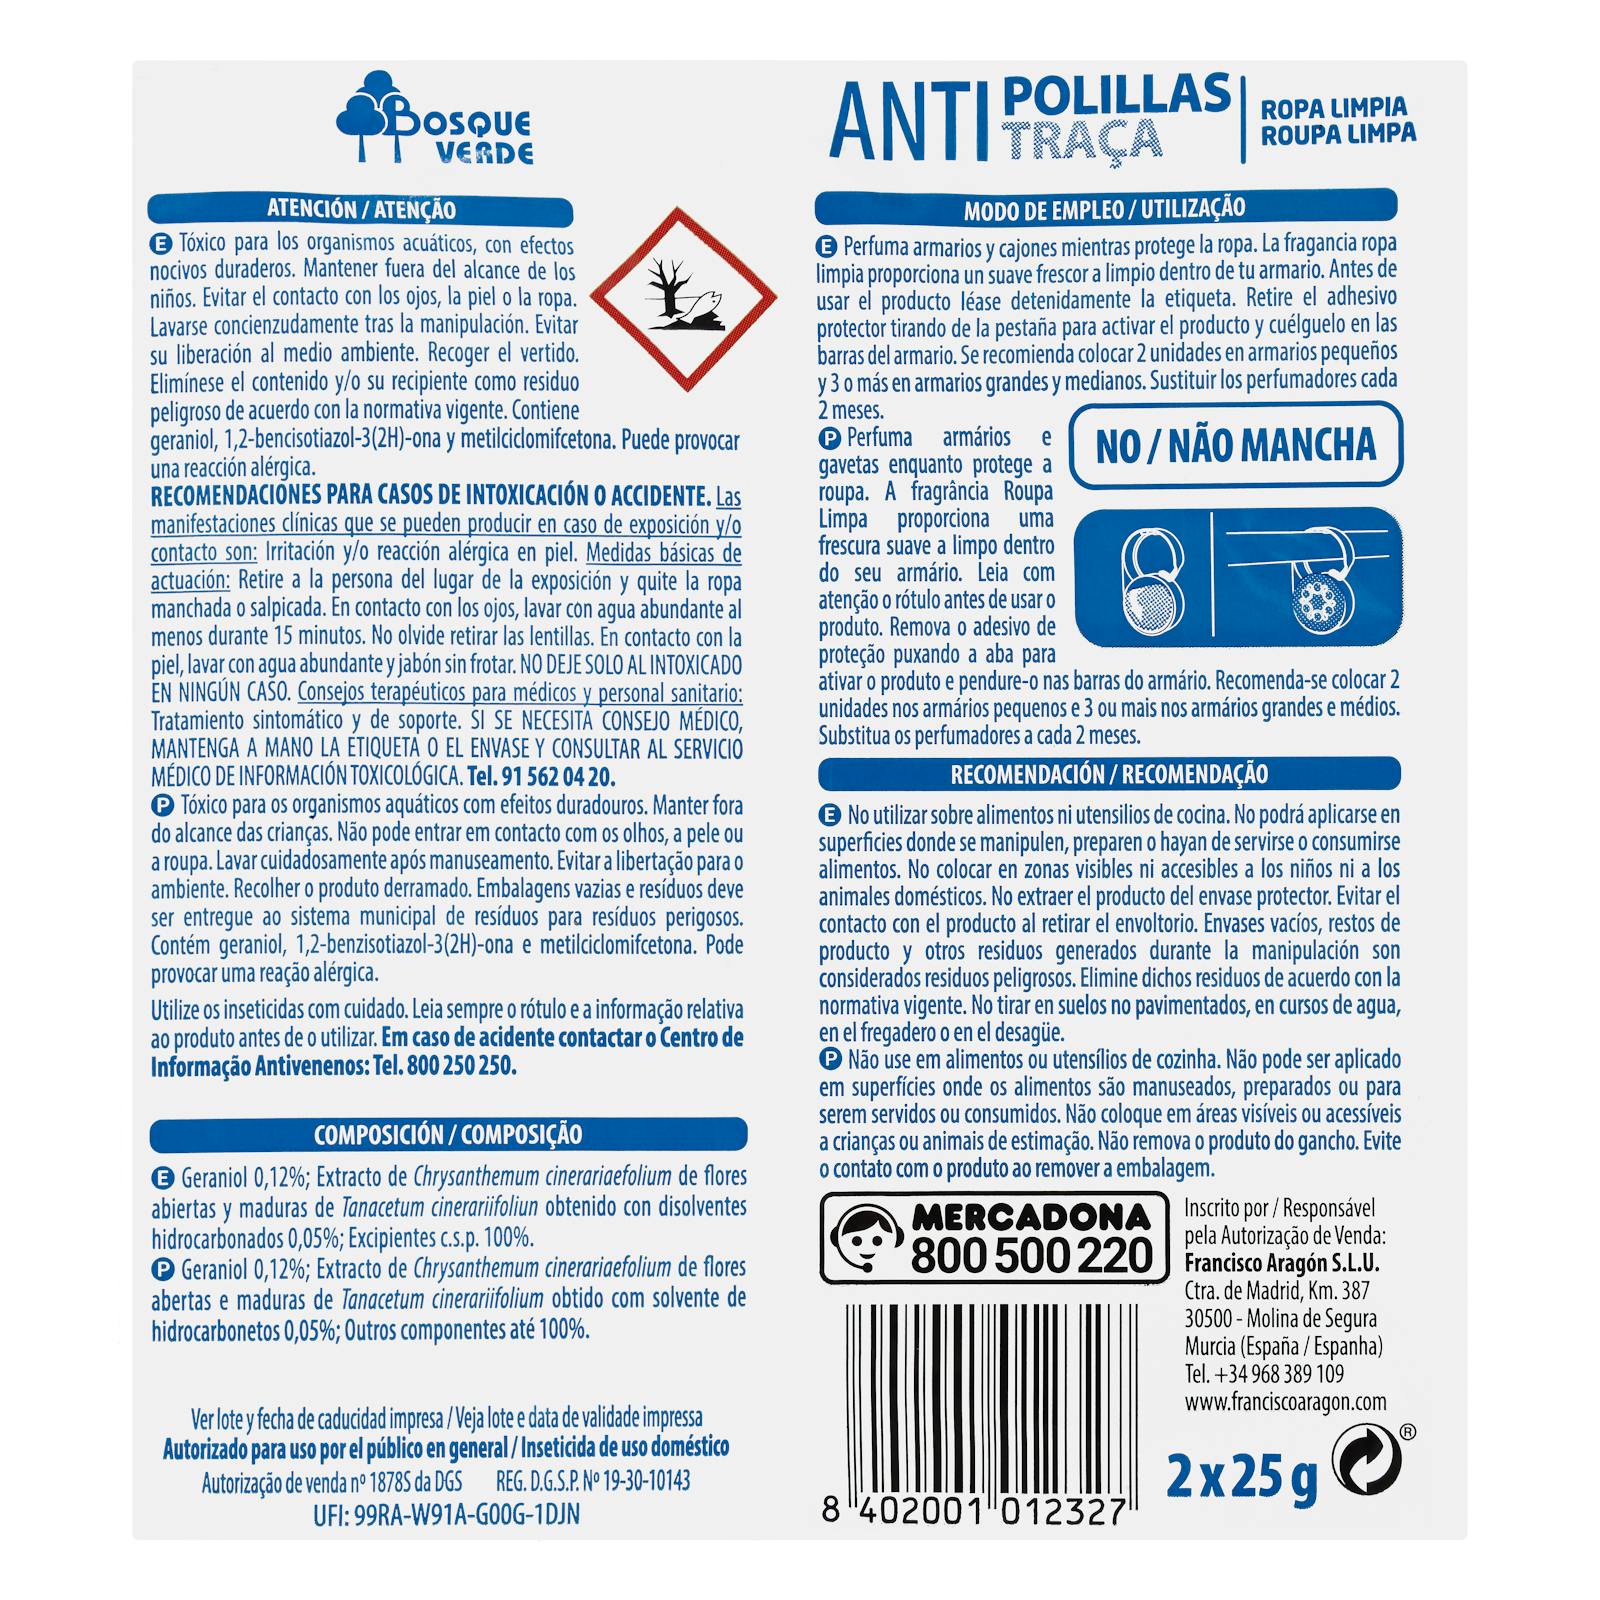 BOSQUE
VERDE
ANTI POLILLAS
TRAÇA
ROPA LIMPIA
ROUPA LIMPA
ATENCIÓN / ATENÇÃO
E Tóxico para los organismos acuáticos, con efectos
nocivos duraderos. Mantener fuera del alcance de los
niños. Evitar el contacto con los ojos, la piel o la ropa.
Lavarse concienzudamente tras la manipulación. Evitar
su liberación al medio ambiente. Recoger el vertido.
Elimínese el contenido y/o su recipiente como residuo
peligroso de acuerdo con la normativa vigente. Contiene
geraniol, 1,2-bencisotiazol-3(2H)-ona y metilciclomifcetona. Puede provocar
una reacción alérgica.
RECOMENDACIONES PARA CASOS DE INTOXICACIÓN O ACCIDENTE. Las
manifestaciones clínicas que se pueden producir en caso de exposición y/o
contacto son: Irritación y/o reacción alérgica en piel. Medidas básicas de
actuación: Retire a la persona del lugar de la exposición y quite la ropa
manchada o salpicada. En contacto con los ojos, lavar con agua abundante al
menos durante 15 minutos. No olvide retirar las lentillas. En contacto con la
piel, lavar con agua abundante y jabón sin frotar. NO DEJE SOLO AL INTOXICADO
EN NINGÚN CASO. Consejos terapéuticos para médicos y personal sanitario:
Tratamiento sintomático y de soporte. SI SE NECESITA CONSEJO MÉDICO,
MANTENGA A MANO LA ETIQUETA O EL ENVASE Y CONSULTAR AL SERVICIO
MÉDICO DE INFORMACIÓN TOXICOLÓGICA. Tel. 91 562 04 20.
P Tóxico para os organismos aquáticos com efeitos duradouros. Manter fora
do alcance das crianças. Não pode entrar em contacto com os olhos, a pele ou
a roupa. Lavar cuidadosamente após manuseamento. Evitar a libertação para o
ambiente. Recolher o produto derramado. Embalagens vazias e resíduos deve
ser entregue ao sistema municipal de resíduos para resíduos perigosos.
Contém geraniol, 1,2-benzisotiazol-3(2H)-ona e metilciclomifcetona. Pode
provocar uma reação alérgica.
Utilize os inseticidas com cuidado. Leia sempre o rótulo e a informação relativa
ao produto antes de o utilizar. Em caso de acidente contactar o Centro de
Informação Antivenenos: Tel. 800 250 250.
COMPOSICIÓN / COMPOSIÇÃO
E Geraniol 0,12%; Extracto de Chrysanthemum cinerariaefolium de flores
abiertas y maduras de Tanacetum cinerariifoliun obtenido con disolventes
hidrocarbonados 0,05%; Excipientes c.s.p. 100%.
P Geraniol 0,12%; Extracto de Chrysanthemum cinerariaefolium de flores
abertas e maduras de Tanacetum cinerariifolium obtido com solvente de
hidrocarbonetos 0,05%; Outros componentes até 100%.
Ver lote y fecha de caducidad impresa / Veja lote e data de validade impressa
Autorizado para uso por el público en general / Inseticida de uso doméstico
Autorização de venda nº 1878S da DGS REG. D.G.S.P. Nº 19-30-10143
UFI: 99RA-W91A-G00G-1DJN
MODO DE EMPLEO / UTILIZAÇÃO
E Perfuma armarios y cajones mientras protege la ropa. La fragancia ropa
limpia proporciona un suave frescor a limpio dentro de tu armario. Antes de
usar el producto léase detenidamente la etiqueta. Retire el adhesivo
protector tirando de la pestaña para activar el producto y cuélguelo en las
barras del armario. Se recomienda colocar 2 unidades en armarios pequeños
y 3 o más en armarios grandes y medianos. Sustituir los perfumadores cada
2 meses.
P Perfuma armários e
gavetas enquanto protege a
roupa. A fragrância Roupa
Limpa proporciona uma
frescura suave a limpo dentro
do seu armário. Leia com
atenção o rótulo antes de usar o
produto. Remova o adesivo de
proteção puxando a aba para
ativar o produto e pendure-o nas barras do armário. Recomenda-se colocar 2
unidades nos armários pequenos e 3 ou mais nos armários grandes e médios.
Substitua os perfumadores a cada 2 meses.
NO / NÃO MANCHA
RECOMENDACIÓN / RECOMENDAÇÃO
E No utilizar sobre alimentos ni utensilios de cocina. No podrá aplicarse en
superficies donde se manipulen, preparen o hayan de servirse o consumirse
alimentos. No colocar en zonas visibles ni accesibles a los niños ni a los
animales domésticos. No extraer el producto del envase protector. Evitar el
contacto con el producto al retirar el envoltorio. Envases vacíos, restos de
producto y otros residuos generados durante la manipulación son
considerados residuos peligrosos. Elimine dichos residuos de acuerdo con la
normativa vigente. No tirar en suelos no pavimentados, en cursos de agua,
en el fregadero o en el desagüe.
P Não use em alimentos ou utensílios de cozinha. Não pode ser aplicado
em superfícies onde os alimentos são manuseados, preparados ou para
serem servidos ou consumidos. Não coloque em áreas visíveis ou acessíveis
a crianças ou animais de estimação. Não remova o produto do gancho. Evite
o contato com o produto ao remover a embalagem.
MERCADONA
800 500 220
Inscrito por / Responsável
pela Autorização de Venda:
Francisco Aragón S.L.U.
Ctra. de Madrid, Km. 387
30500 - Molina de Segura
Murcia (España / Espanha)
Tel. +34 968 389 109
www.franciscoaragon.com
2 x 25 g
®
8 402001 012327